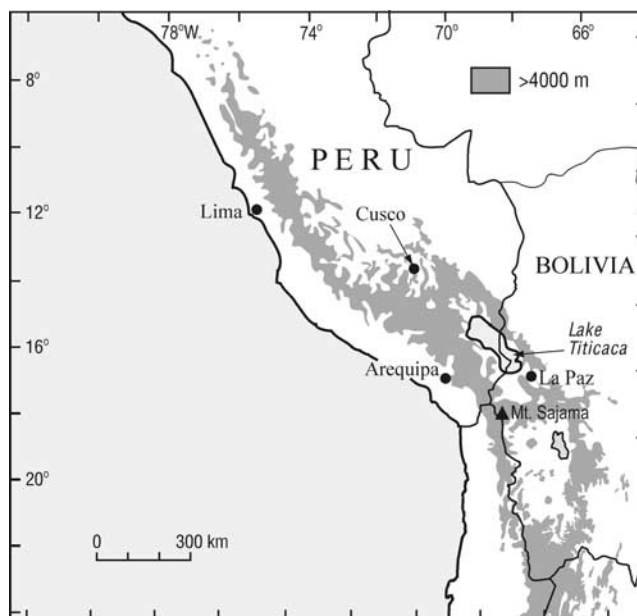 78°W
74°
70°
66°
8°
>4000 m
PERU
12°
Lima
Cusco
BOLIVIA
Lake
Titicaca
16°
Arequipa
La Paz
Mt. Sajama
20°
0 300 km